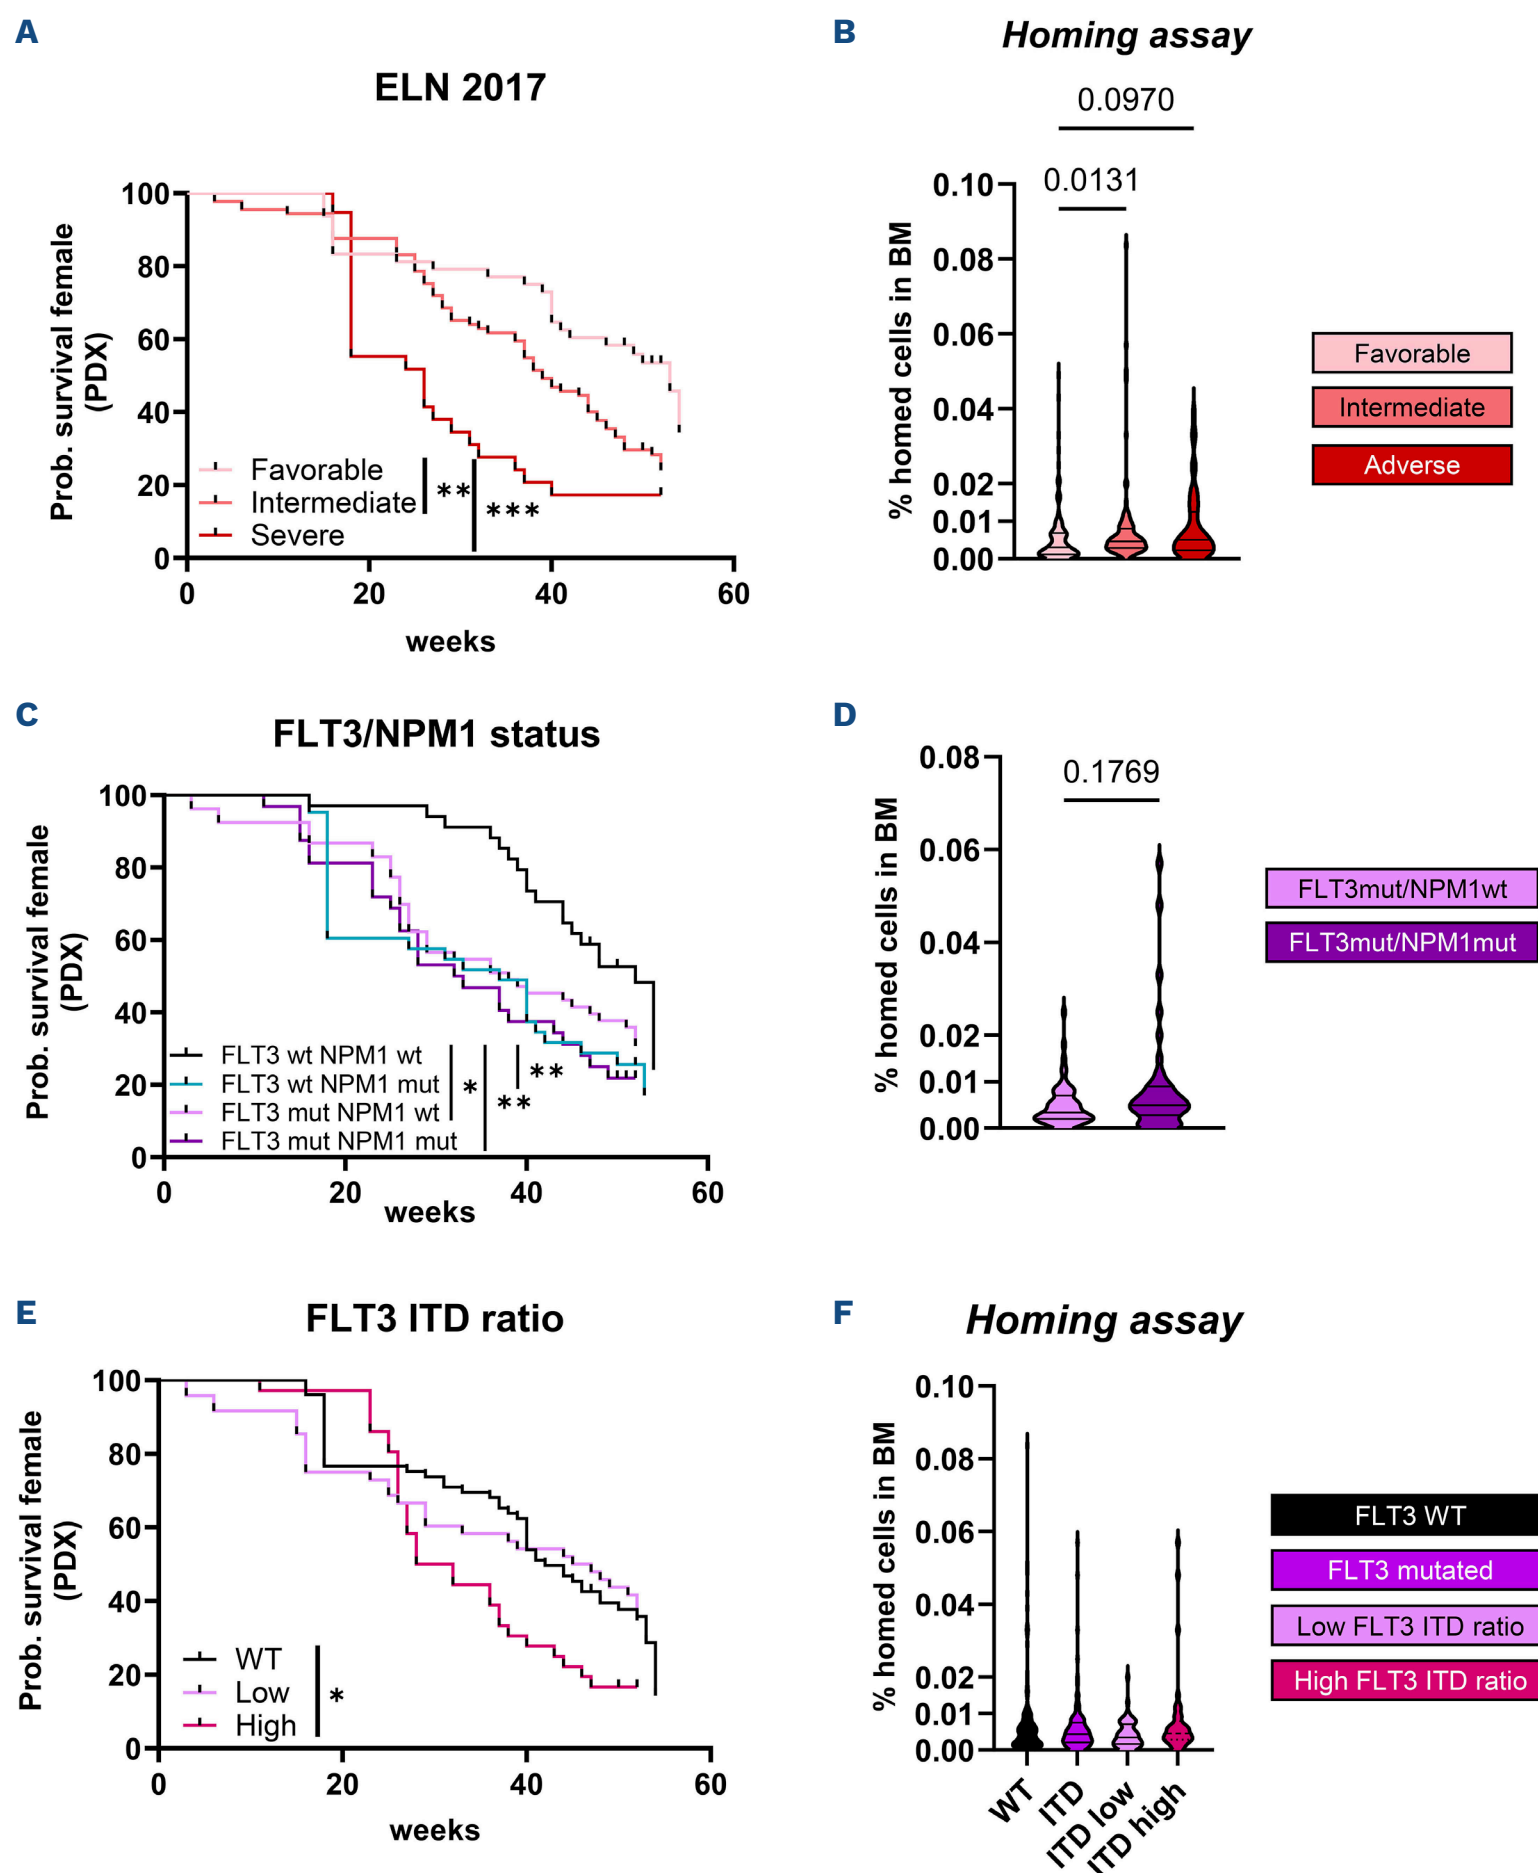 A
ELN 2017
Prob. survival female
(PDX)
100
80
60
40
20
0
0 20 40 60
weeks
Favorable
Intermediate
Severe
**
***
B
Homing assay
0.0970
0.0131
% homed cells in BM
0.10
0.08
0.06
0.04
0.02
0.01
0.00
Favorable
Intermediate
Adverse
C
FLT3/NPM1 status
Prob. survival female
(PDX)
100
80
60
40
20
0
0 20 40 60
weeks
FLT3 wt NPM1 wt
FLT3 wt NPM1 mut
FLT3 mut NPM1 wt
FLT3 mut NPM1 mut
*
**
**
D
0.1769
% homed cells in BM
0.08
0.06
0.04
0.02
0.01
0.00
FLT3mut/NPM1wt
FLT3mut/NPM1mut
E
FLT3 ITD ratio
Prob. survival female
(PDX)
100
80
60
40
20
0
0 20 40 60
weeks
WT
Low
High
*
F
Homing assay
% homed cells in BM
0.10
0.08
0.06
0.04
0.02
0.01
0.00
WT
ITD
ITD low
ITD high
FLT3 WT
FLT3 mutated
Low FLT3 ITD ratio
High FLT3 ITD ratio